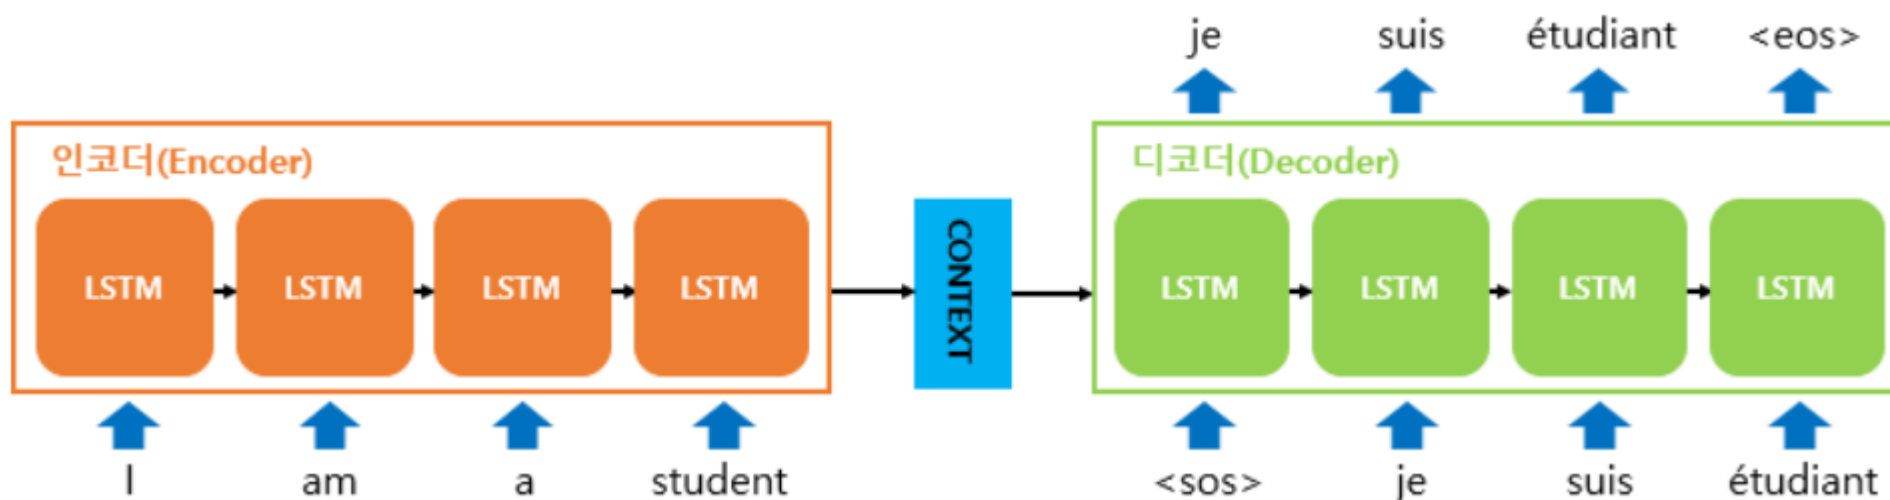 je suis étudiant <eos>
인코더(Encoder)
디코더(Decoder)
LSTM LSTM LSTM LSTM
CONTEXT
LSTM LSTM LSTM LSTM
I am a student
<sos> je suis étudiant